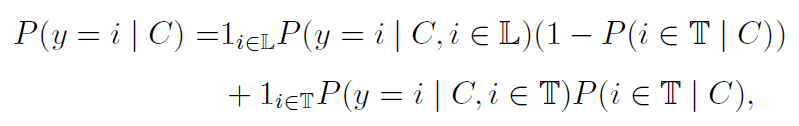 P(y = i | C) =1_{i∈𝕃}P(y = i | C, i ∈ 𝕃)(1 − P(i ∈ 𝕋 | C))
+ 1_{i∈𝕋}P(y = i | C, i ∈ 𝕋)P(i ∈ 𝕋 | C),